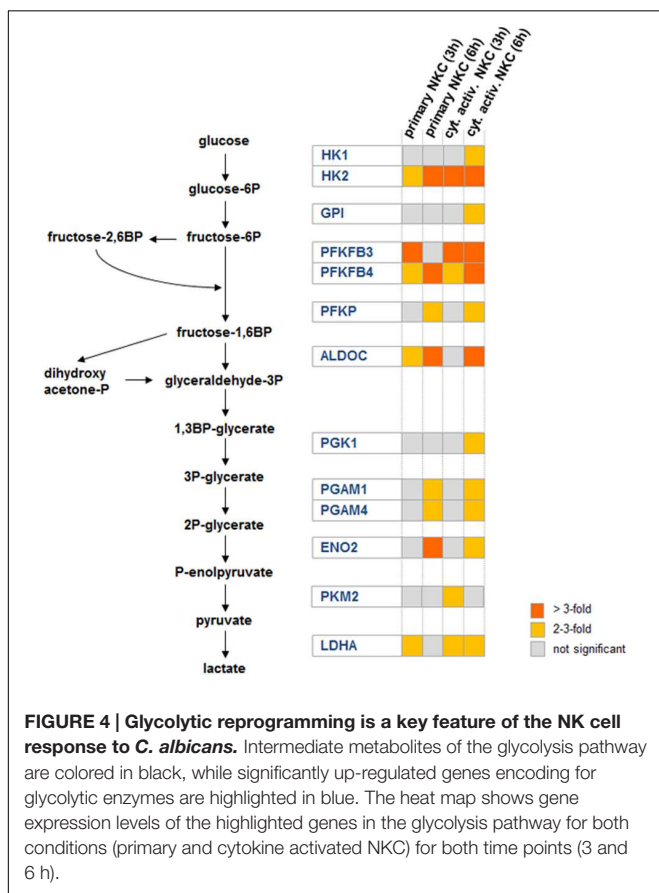 primary NKC (3h)
primary NKC (6h)
cyt. activ. NKC (3h)
cyt. activ. NKC (6h)
glucose
HK1
HK2
glucose-6P
GPI
fructose-2,6BP
fructose-6P
PFKFB3
PFKFB4
PFKP
fructose-1,6BP
ALDOC
dihydroxy
acetone-P
glyceraldehyde-3P
1,3BP-glycerate
PGK1
3P-glycerate
PGAM1
PGAM4
2P-glycerate
ENO2
P-enolpyruvate
PKM2
> 3-fold
2-3-fold
not significant
pyruvate
LDHA
lactate
FIGURE 4 | Glycolytic reprogramming is a key feature of the NK cell
response to C. albicans. Intermediate metabolites of the glycolysis pathway
are colored in black, while significantly up-regulated genes encoding for
glycolytic enzymes are highlighted in blue. The heat map shows gene
expression levels of the highlighted genes in the glycolysis pathway for both
conditions (primary and cytokine activated NKC) for both time points (3 and
6 h).